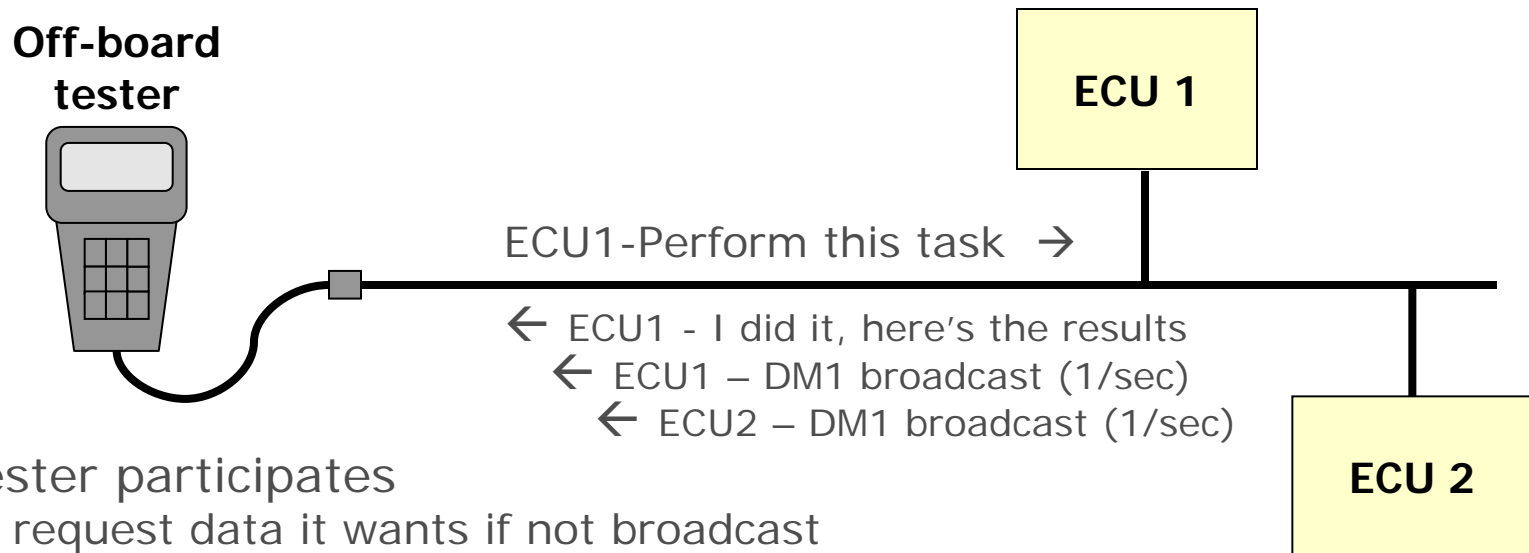 Off-board
tester
ECU 1
ECU1-Perform this task →
← ECU1 - I did it, here's the results
← ECU1 – DM1 broadcast (1/sec)
← ECU2 – DM1 broadcast (1/sec)
ECU 2
ester participates
request data it wants if not broadcast